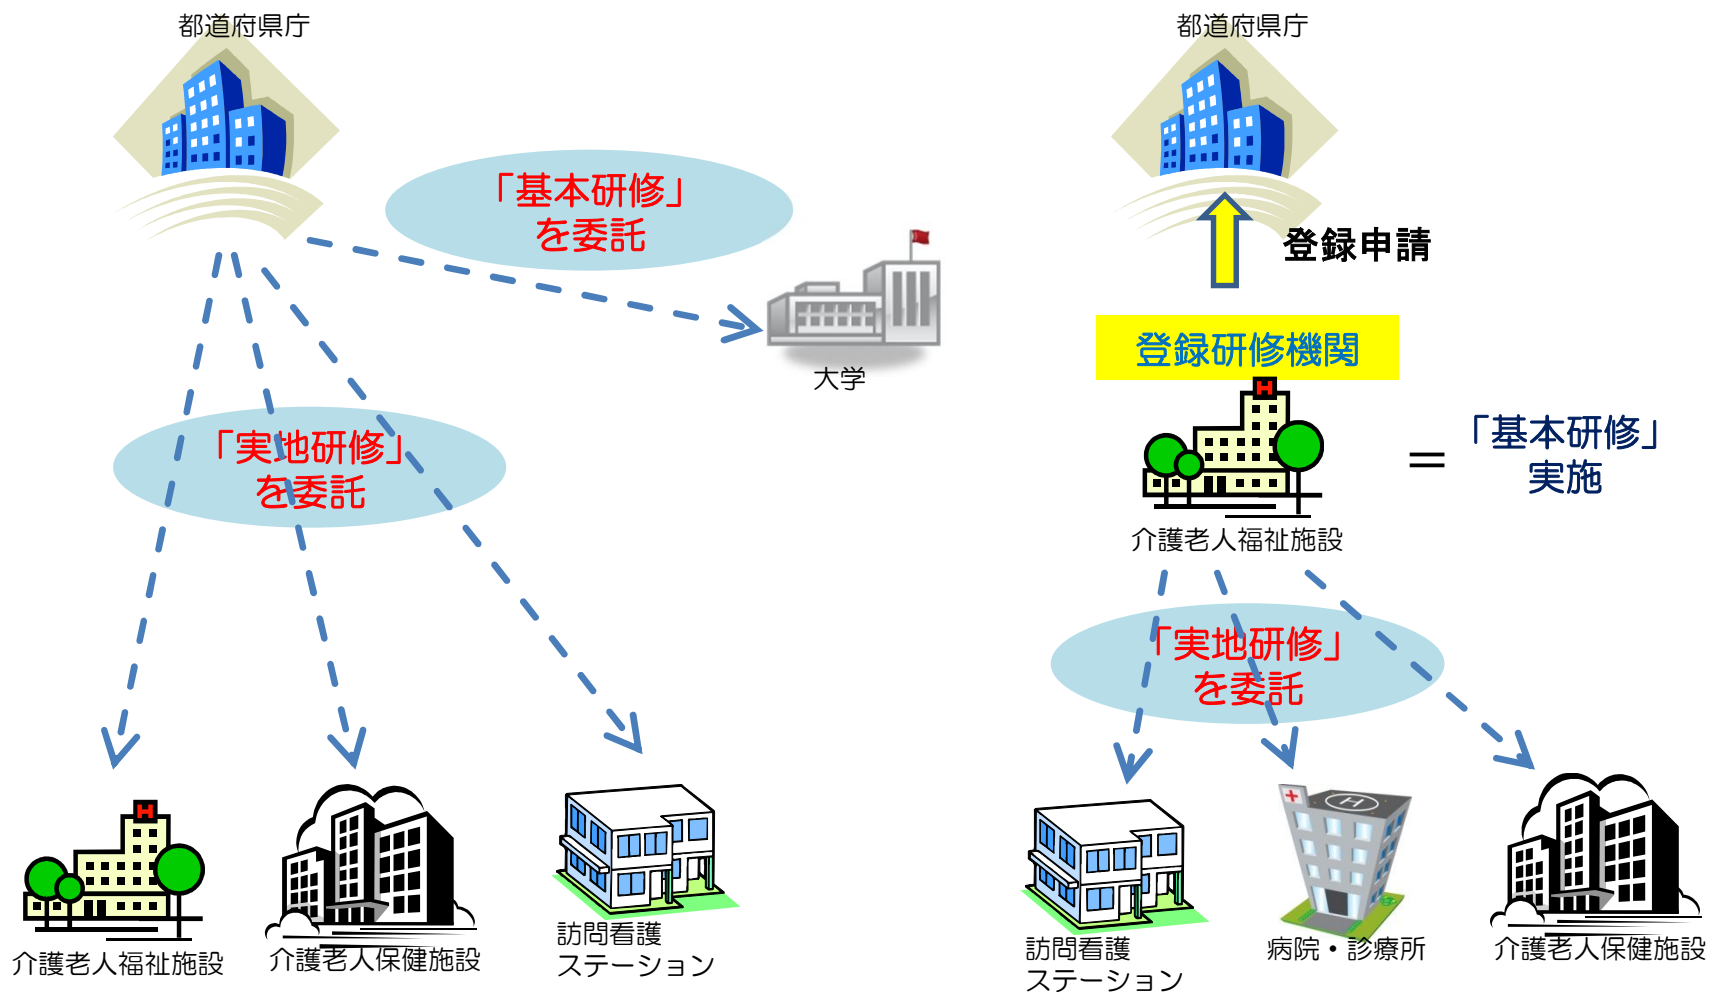 都道府県庁
「基本研修」
を委託
大学
「実地研修」
を委託
介護老人福祉施設
介護老人保健施設
訪問看護
ステーション
都道府県庁
登録申請
登録研修機関
介護老人福祉施設
＝
「基本研修」
実施
「実地研修」
を委託
訪問看護
ステーション
病院・診療所
介護老人保健施設
H
H
H